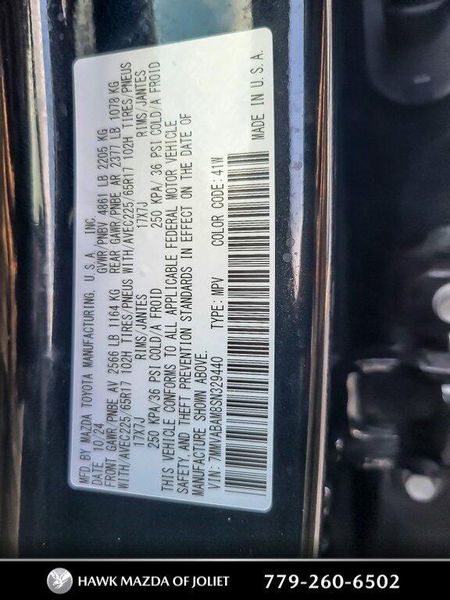 MFD. BY MAZDA TOYOTA MANUFACTURING, U.S.A., INC.
DATE: 10/24 GVWR/PNBV 4861 LB 2205 KG
FRONT GAWR/PNBE AV 2566 LB 1164 KG REAR GAWR/PNBE AR 2377 LB 1078 KG
WITH/AVEC225/65R17 102H TIRES/PNEUS WITH/AVEC225/65R17 102H TIRES/PNEUS
17X7J RIMS/JANTES 17X7J RIMS/JANTES
250 KPA/36 PSI COLD/A FROID 250 KPA/36 PSI COLD/A FROID
THIS VEHICLE CONFORMS TO ALL APPLICABLE FEDERAL MOTOR VEHICLE
SAFETY, AND THEFT PREVENTION STANDARDS IN EFFECT ON THE DATE OF
MANUFACTURE SHOWN ABOVE.
VIN: 7MMVABAM8SN329440 TYPE: MPV COLOR CODE: 41W
MADE IN U.S.A.
HAWK MAZDA OF JOLIET 779-260-6502